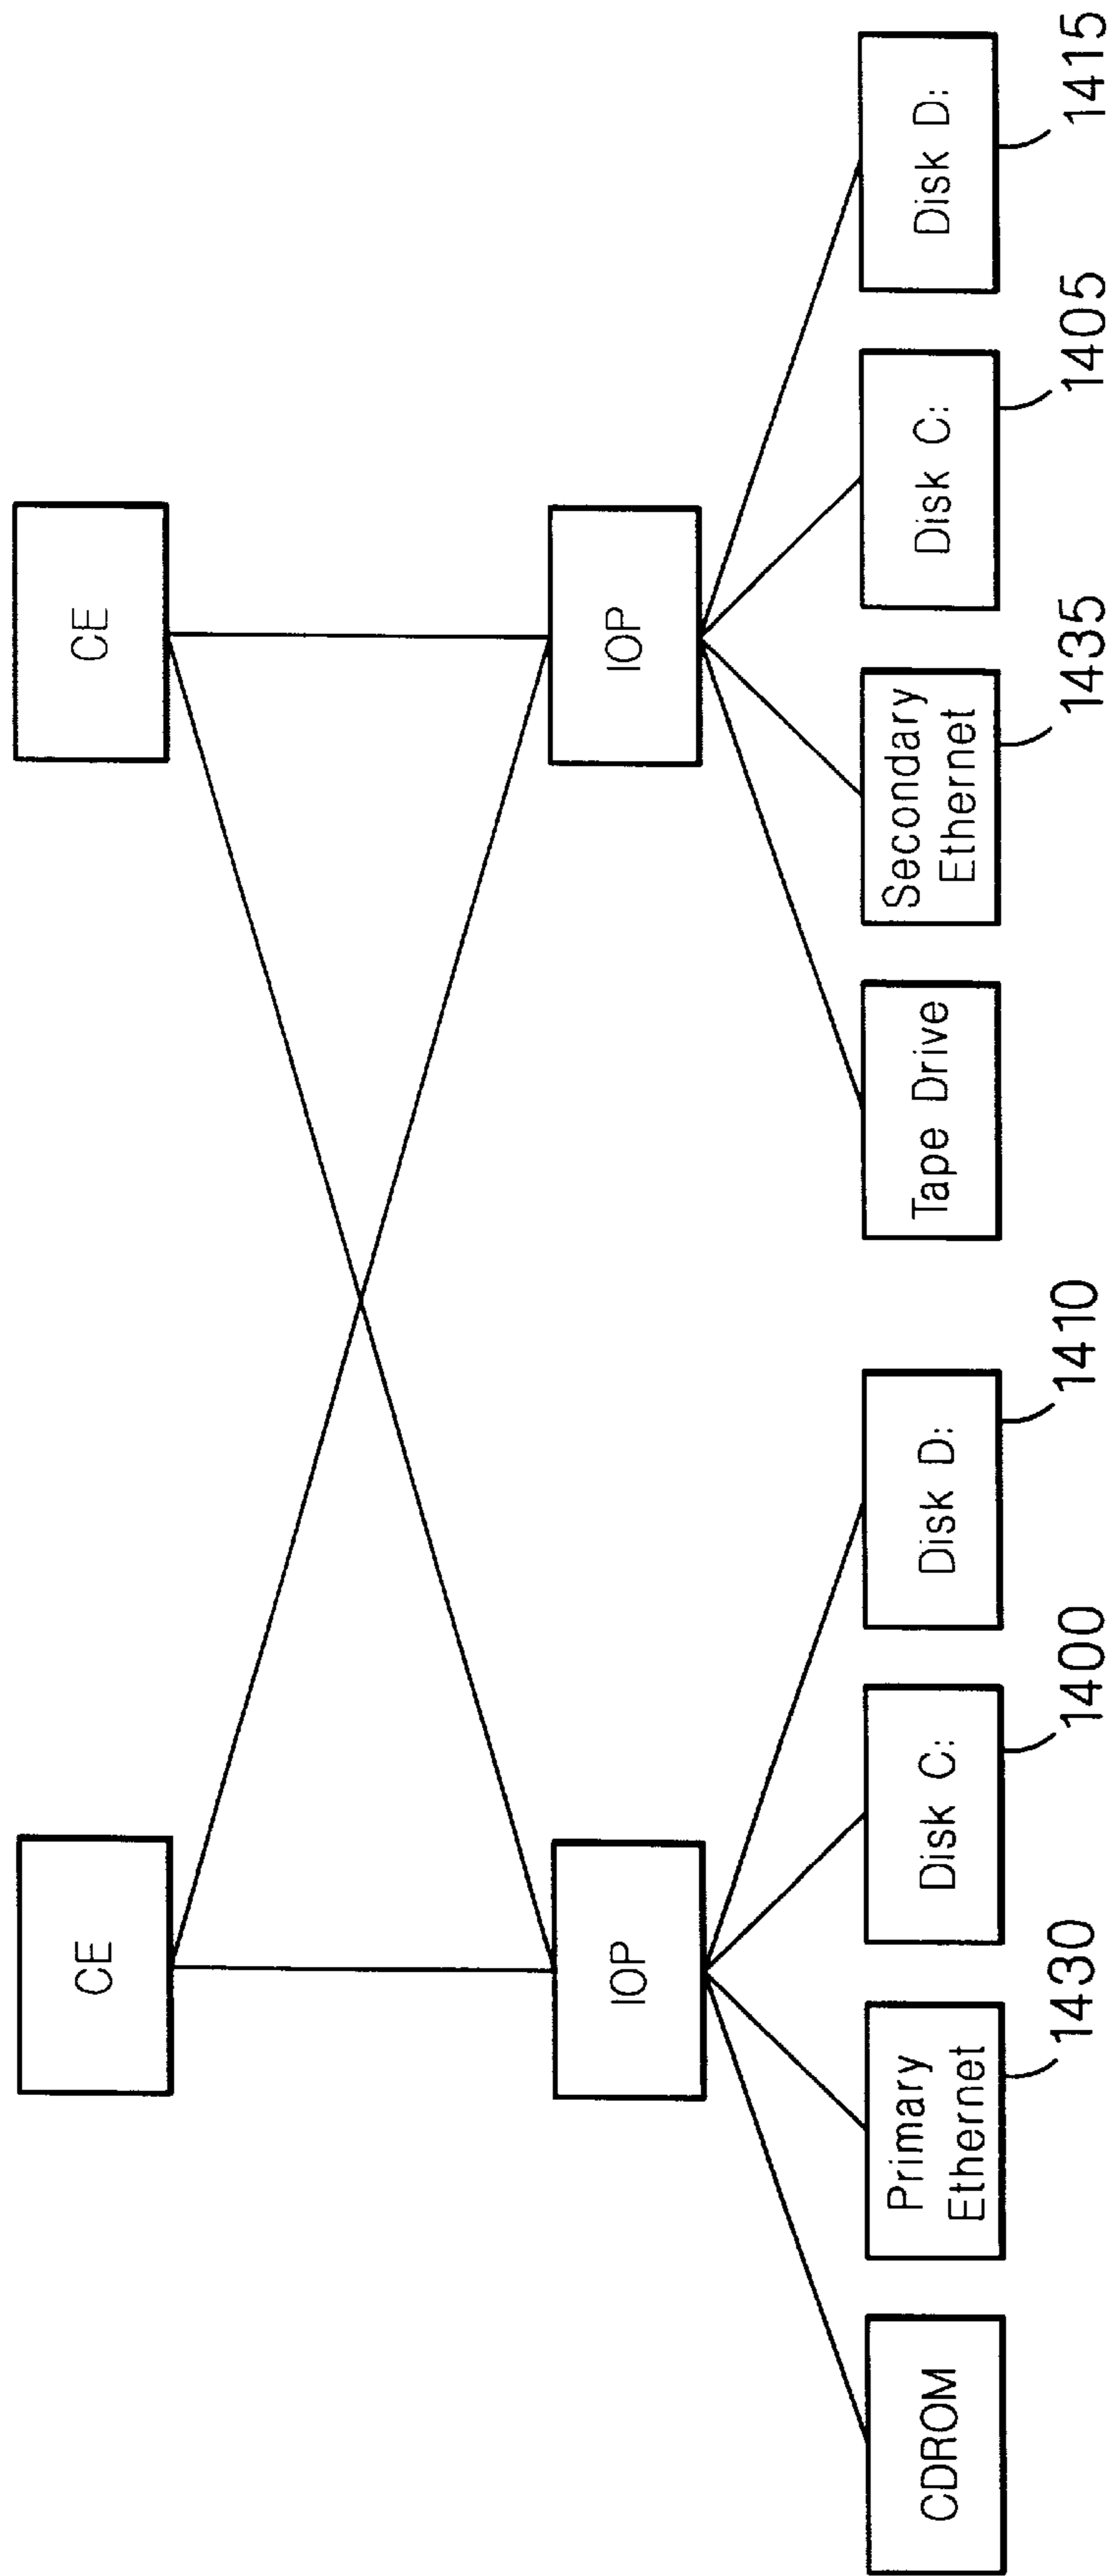 CE
CE
IOP
IOP
CDROM
Primary
Ethernet
Disk C:
Disk D:
Tape Drive
Secondary
Ethernet
Disk C:
Disk D:
1430
1400
1410
1435
1405
1415